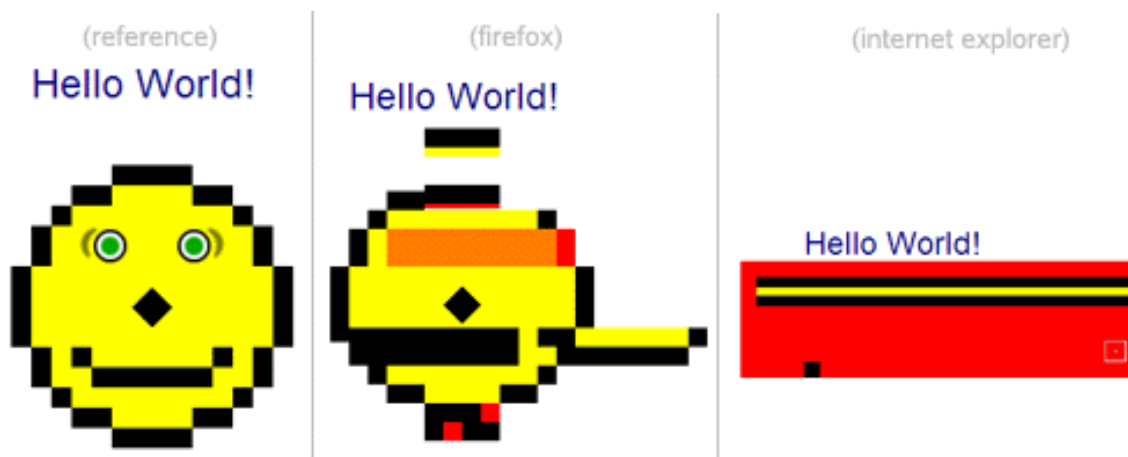 (reference)
Hello World!
(firefox)
Hello World!
(internet explorer)
Hello World!